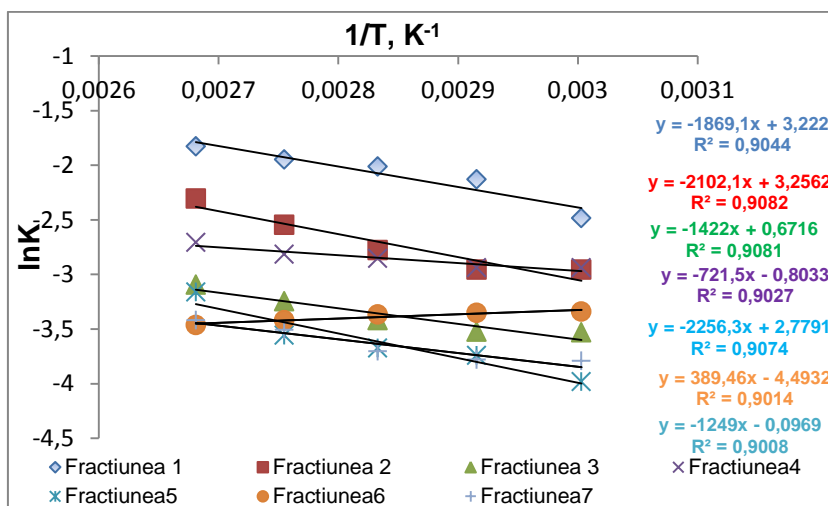 1/T, K-1
-1
0,0026 0,0027 0,0028 0,0029 0,003 0,0031
-1,5
-2
-2,5
-3
-3,5
-4
-4,5
lnK
y = -1869,1x + 3,222
R² = 0,9044
y = -2102,1x + 3,2562
R² = 0,9082
y = -1422x + 0,6716
R² = 0,9081
y = -721,5x - 0,8033
R² = 0,9027
y = -2256,3x + 2,7791
R² = 0,9074
y = 389,46x - 4,4932
R² = 0,9014
y = -1249x - 0,0969
R² = 0,9008
Fractiunea 1 Fractiunea 2 Fractiunea 3 Fractiunea4
Fractiunea5 Fractiunea6 Fractiunea7